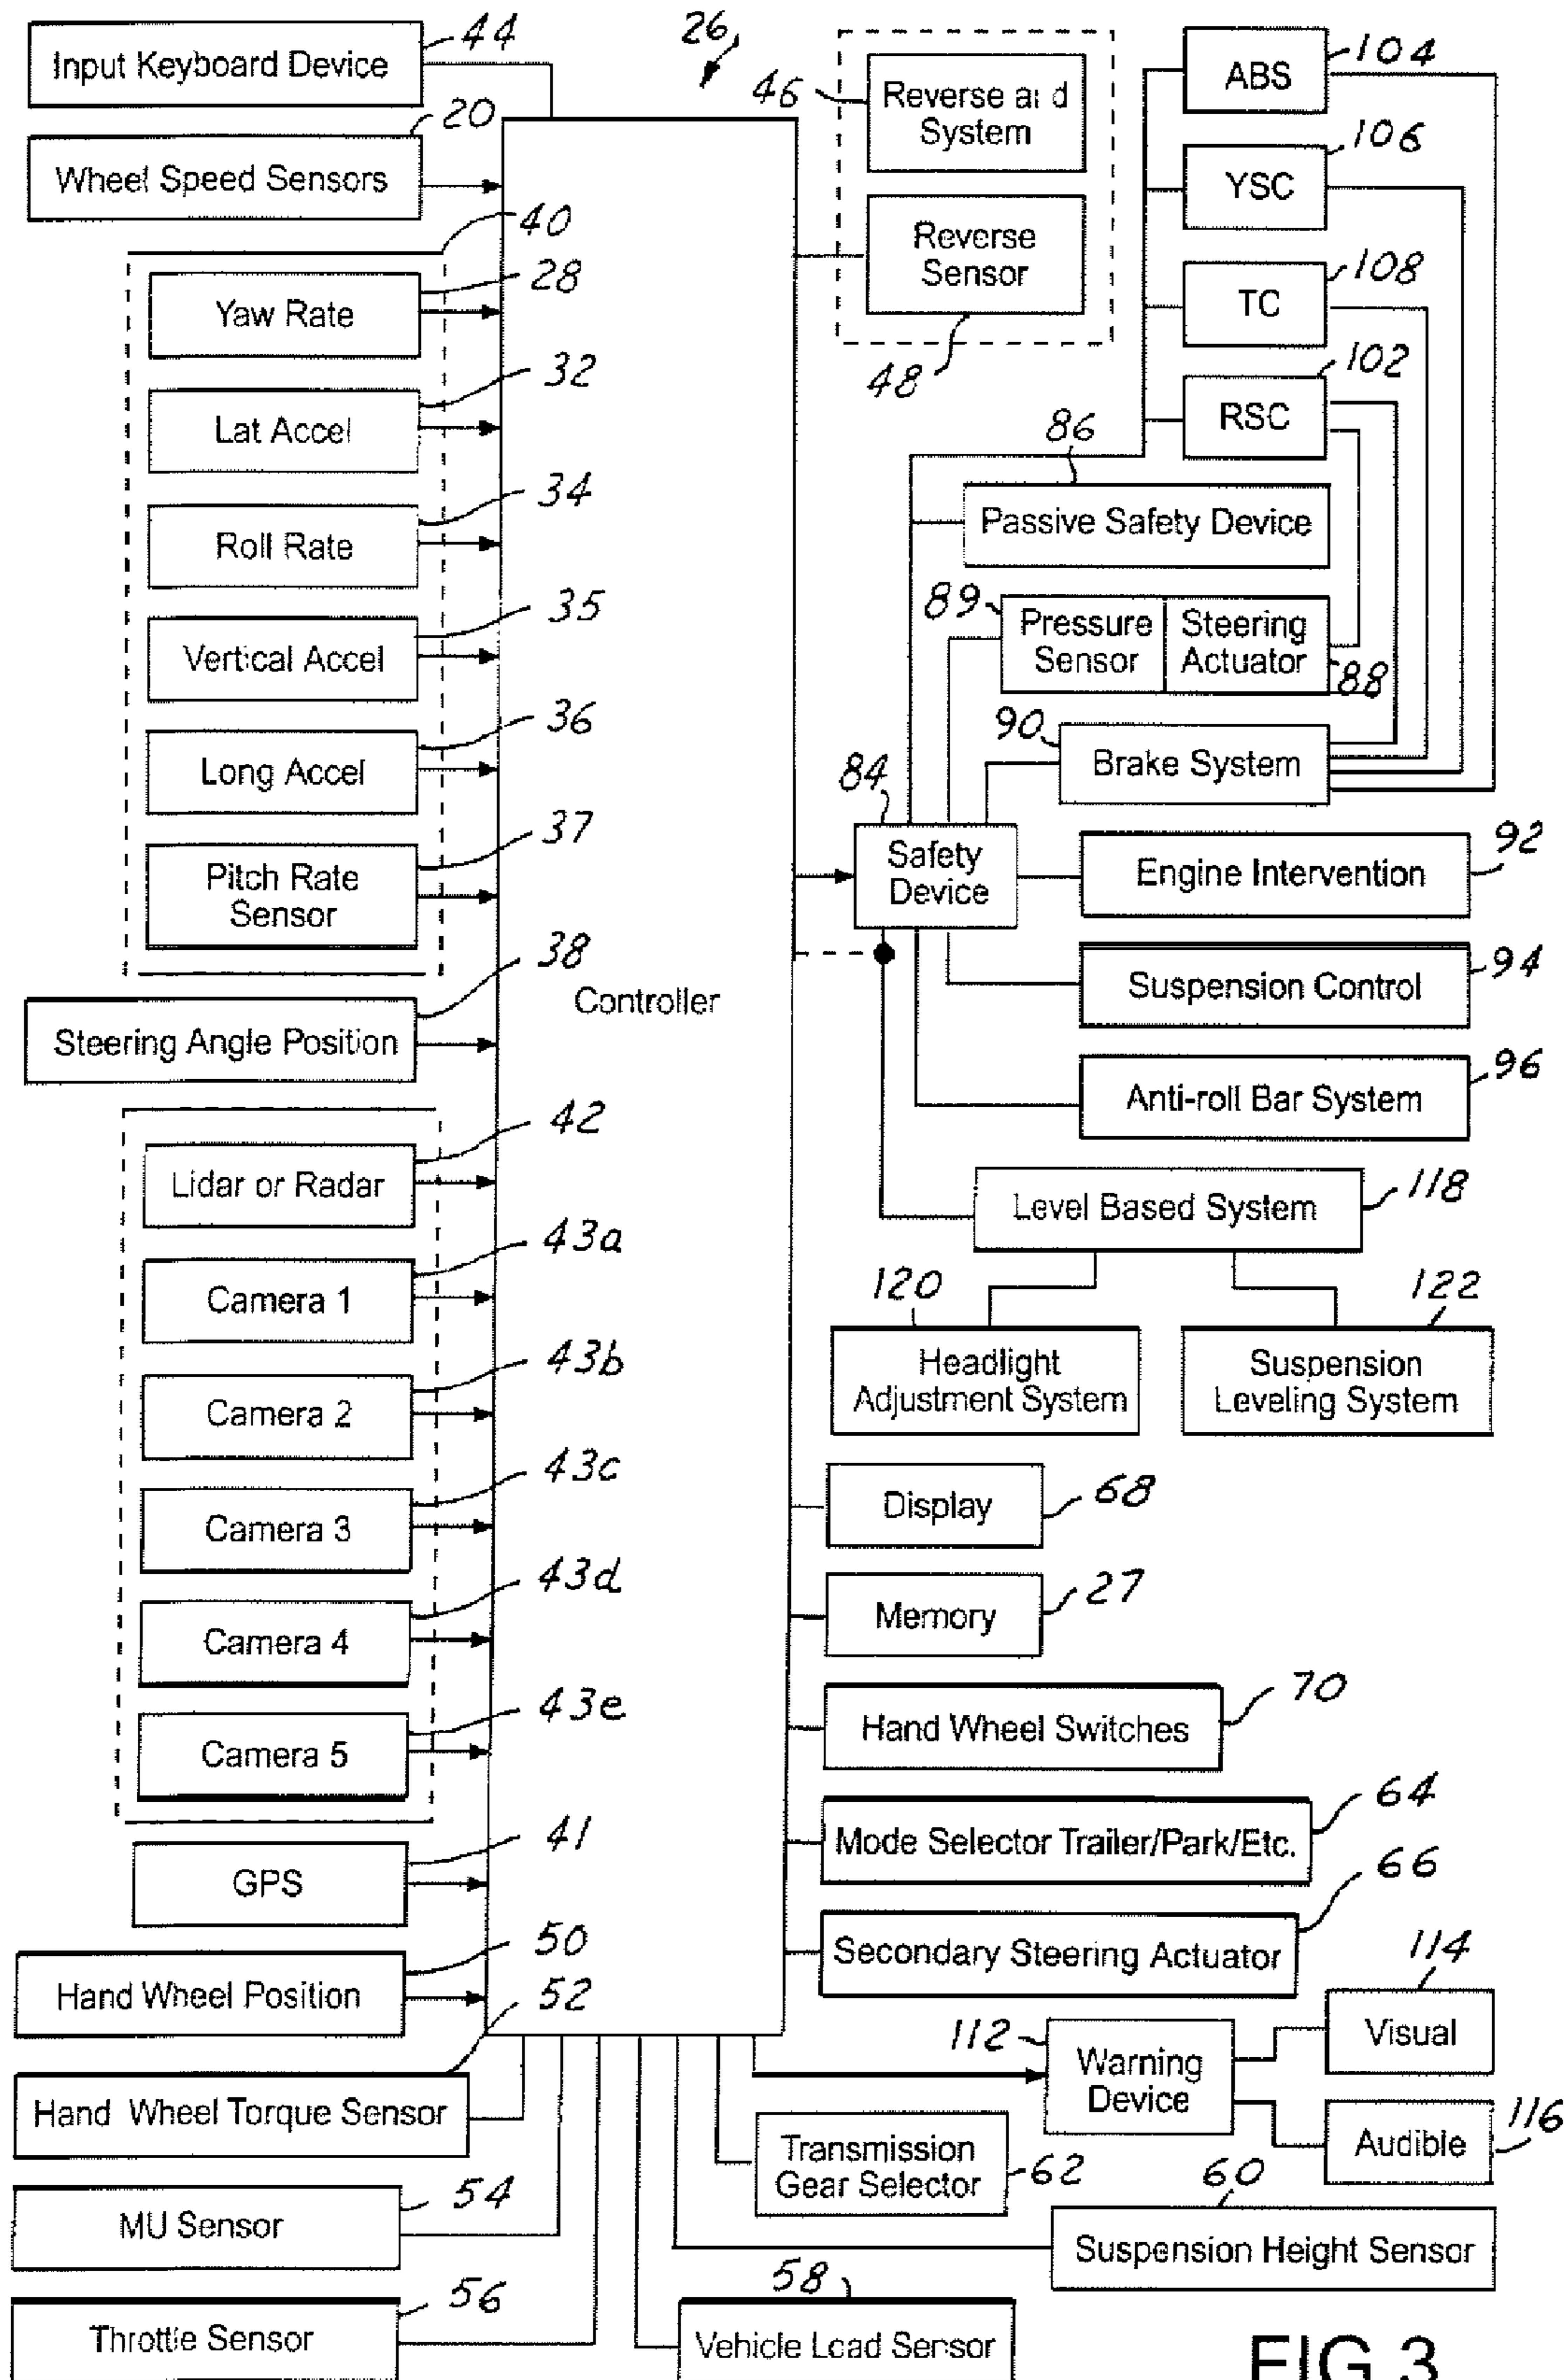 Input Keyboard Device
44
Wheel Speed Sensors
20
40
Yaw Rate
28
Lat Accel
32
Roll Rate
34
Vertical Accel
35
Long Accel
36
Pitch Rate
Sensor
37
Steering Angle Position
38
Lidar or Radar
42
Camera 1
43a
Camera 2
43b
Camera 3
43c
Camera 4
43d
Camera 5
43e
GPS
41
Hand Wheel Position
50
Hand Wheel Torque Sensor
52
MU Sensor
54
Throttle Sensor
56
Controller
26
46
Reverse aid
System
Reverse
Sensor
48
ABS
104
YSC
106
TC
108
RSC
102
86
Passive Safety Device
89
Pressure
Sensor
Steering
Actuator
88
90
Brake System
84
Safety
Device
Engine Intervention
92
Suspension Control
94
Anti-roll Bar System
96
Level Based System
118
120
Headlight
Adjustment System
122
Suspension
Leveling System
Display
68
Memory
27
Hand Wheel Switches
70
Mode Selector Trailer/Park/Etc.
64
Secondary Steering Actuator
66
112
Warning
Device
114
Visual
Audible
116
Transmission
Gear Selector
62
60
Suspension Height Sensor
58
Vehicle Load Sensor
FIG.3